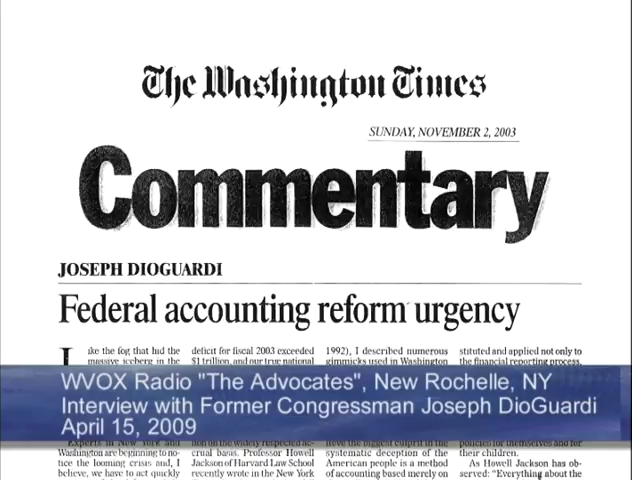 The Washington Times
SUNDAY, NOVEMBER 2, 2003
Commentary
JOSEPH DIOGUARDI
Federal accounting reform urgency
Like the fog that hid the
massive iceberg in the
deficit for fiscal 2003 exceeded
$1 trillion, and our true national
1992), I described numerous
gimmicks used in Washington
stituted and applied not only to
the financial reporting process,
WVOX Radio "The Advocates", New Rochelle, NY
Interview with Former Congressman Joseph DioGuardi
April 15, 2009
Experts in New York and
Washington are beginning to no-
tice the looming crisis and, I
believe, we have to act quickly
tion on the widely respected ac-
crual basis. Professor Howell
Jackson of Harvard Law School
recently wrote in the New York
lieve the biggest culprit in the
systematic deception of the
American people is a method
of accounting based merely on
policies for themselves and for
their children.
As Howell Jackson has ob-
served: "Everything about the